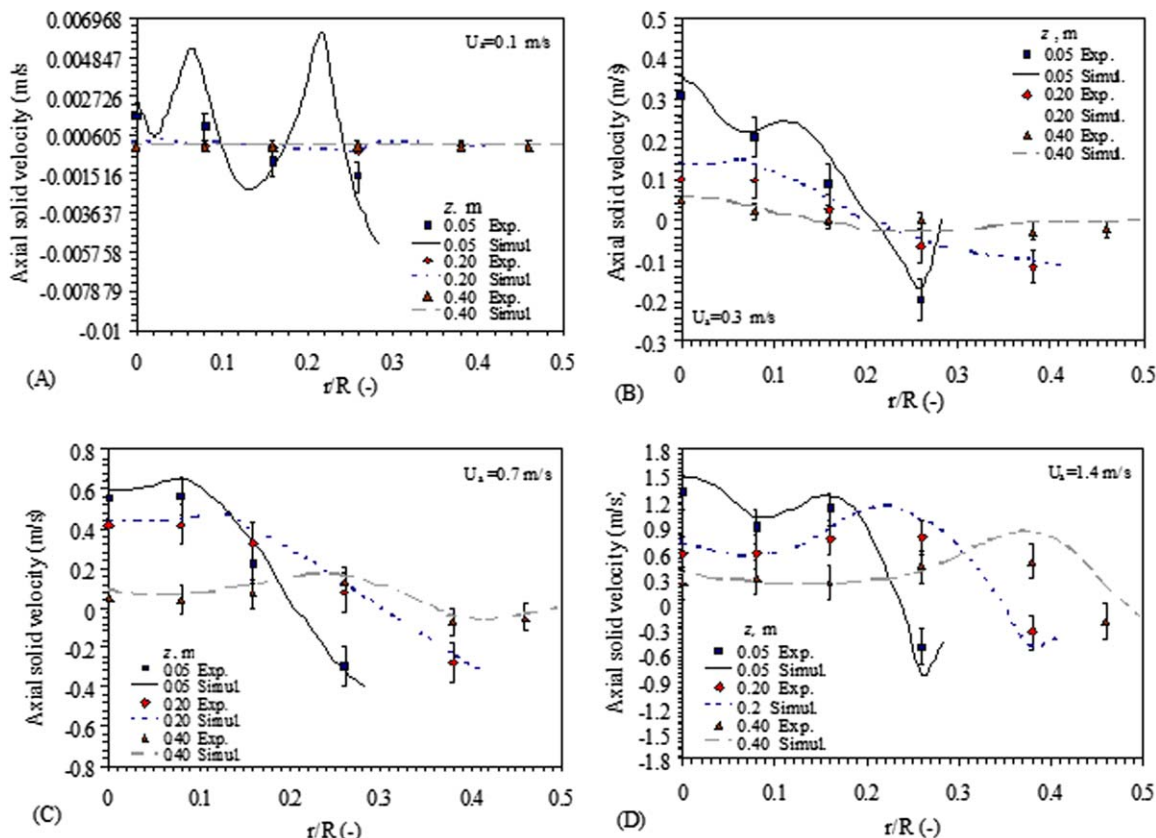 Axial solid velocity (m/s
0.006968
0.004847
0.002726
0.000605
-0.001516
-0.003637
-0.005758
-0.007879
-0.01
Uₐ=0.1 m/s
z, m
0.05 Exp.
0.05 Simul
0.20 Exp.
0.20 Simul
0.40 Exp.
0.40 Simul
0 0.1 0.2 0.3 0.4 0.5
r/R (-)
(A)
Axial solid velocity (m/s)
0.5
0.4
0.3
0.2
0.1
0
-0.1
-0.2
-0.3
z , m
0.05 Exp.
0.05 Simul.
0.20 Exp.
0.20 Simul.
0.40 Exp.
0.40 Simul.
Uₐ=0.3 m/s
0 0.1 0.2 0.3 0.4 0.5
r/R (-)
(B)
Axial solid velocity (m/s)
0.8
0.6
0.4
0.2
0
-0.2
-0.4
-0.6
-0.8
Uₐ=0.7 m/s
z, m
0.05 Exp.
0.05 Simul.
0.20 Exp.
0.20 Simul.
0.40 Exp.
0.40 Simul.
0 0.1 0.2 0.3 0.4 0.5
r/R (-)
(C)
Axial solid velocity (m/s)
1.8
1.5
1.2
0.9
0.6
0.3
0
-0.3
-0.6
-0.9
-1.2
-1.5
-1.8
Uₐ=1.4 m/s
z, m
0.05 Exp.
0.05 Simul.
0.20 Exp.
0.2 Simul.
0.40 Exp.
0.40 Simul.
0 0.1 0.2 0.3 0.4 0.5
r/R (-)
(D)